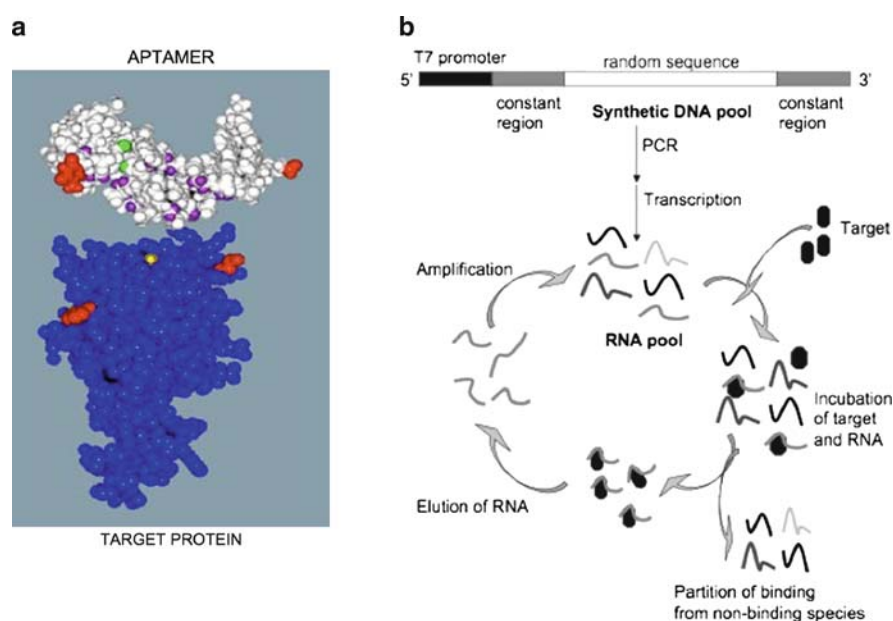 a
APTAMER
TARGET PROTEIN
b
T7 promoter
random sequence
5'
3'
constant
region
Synthetic DNA pool
constant
region
PCR
Transcription
Target
Amplification
RNA pool
Incubation
of target
and RNA
Elution of RNA
Partition of binding
from non-binding species